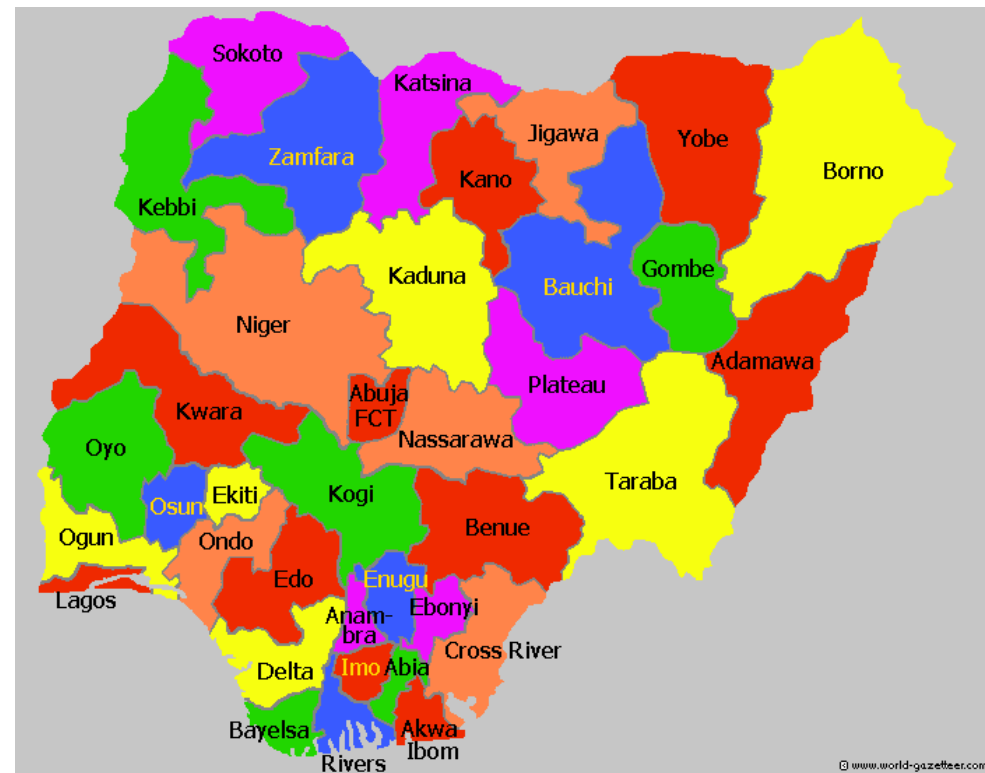 Sokoto
Katsina
Jigawa
Yobe
Zamfara
Borno
Kano
Kebbi
Gombe
Kaduna
Bauchi
Niger
Adamawa
Plateau
Abuja
FCT
Kwara
Nassarawa
Oyo
Taraba
Kogi
Ekiti
Osun
Benue
Ogun
Ondo
Edo
Enugu
Lagos
Ebonyi
Anam-
bra
Cross River
Delta
Imo
Abia
Bayelsa
Akwa
Ibom
Rivers
@ www.world-gazetteer.com